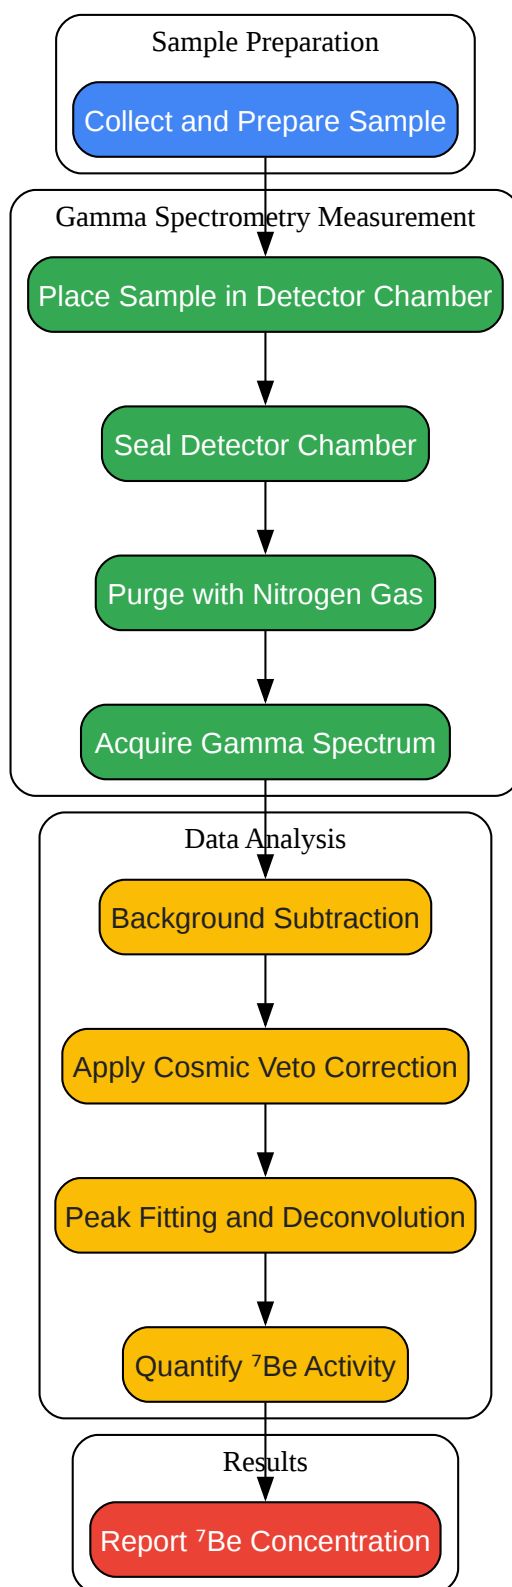 Sample Preparation
Collect and Prepare Sample
Gamma Spectrometry Measurement
Place Sample in Detector Chamber
Seal Detector Chamber
Purge with Nitrogen Gas
Acquire Gamma Spectrum
Data Analysis
Background Subtraction
Apply Cosmic Veto Correction
Peak Fitting and Deconvolution
Quantify ⁷Be Activity
Results
Report ⁷Be Concentration